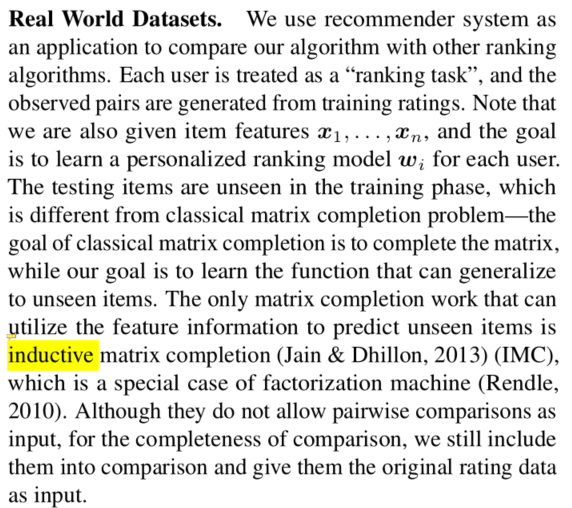 Real World Datasets. We use recommender system as
an application to compare our algorithm with other ranking
algorithms. Each user is treated as a “ranking task”, and the
observed pairs are generated from training ratings. Note that
we are also given item features x₁, . . . , xₙ, and the goal
is to learn a personalized ranking model wᵢ for each user.
The testing items are unseen in the training phase, which
is different from classical matrix completion problem—the
goal of classical matrix completion is to complete the matrix,
while our goal is to learn the function that can generalize
to unseen items. The only matrix completion work that can
utilize the feature information to predict unseen items is
inductive matrix completion (Jain & Dhillon, 2013) (IMC),
which is a special case of factorization machine (Rendle,
2010). Although they do not allow pairwise comparisons as
input, for the completeness of comparison, we still include
them into comparison and give them the original rating data
as input.